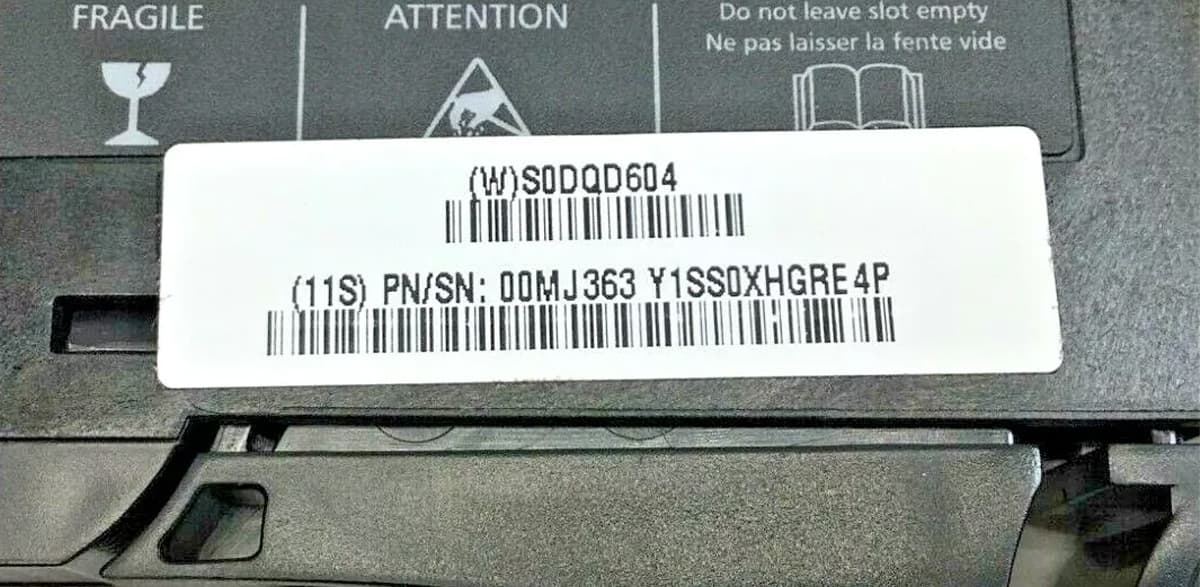 FRAGILE
ATTENTION
Do not leave slot empty
Ne pas laisser la fente vide
(W)S0DQD604
(11S) PN/SN: 00MJ363 Y1SS0XHGRE4P